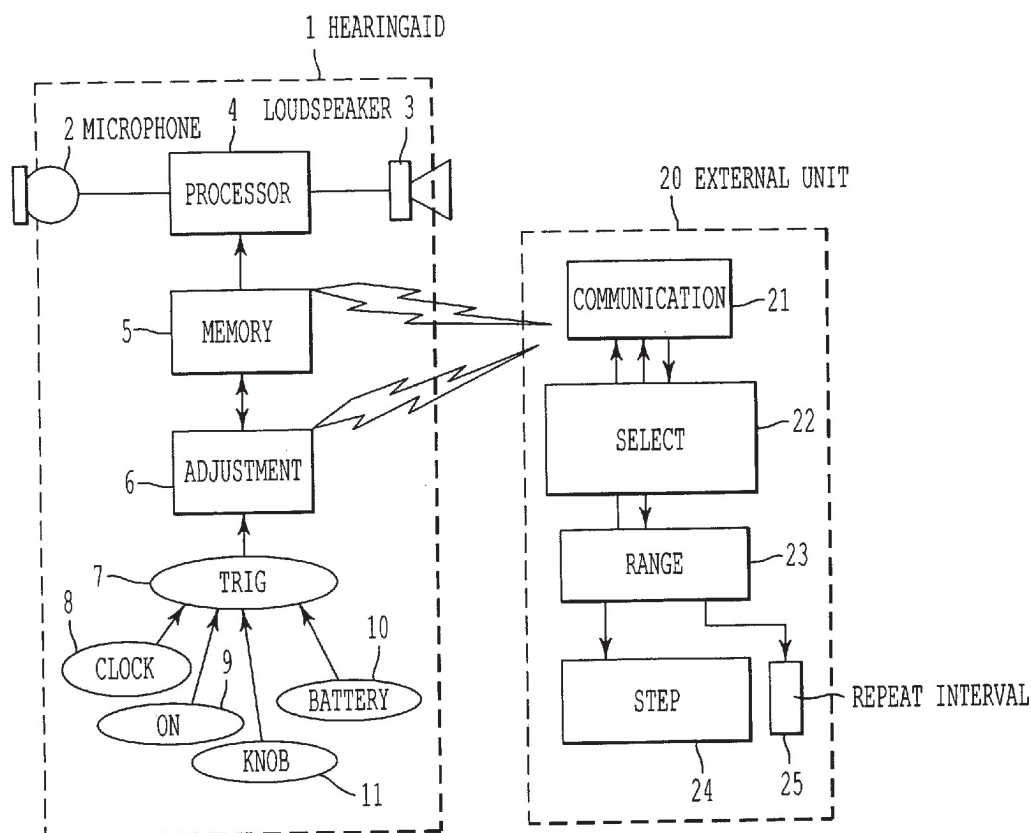 1 HEARINGAID
2 MICROPHONE
4
LOUDSPEAKER 3
PROCESSOR
5
MEMORY
6
ADJUSTMENT
7
TRIG
8
CLOCK
9
ON
10
BATTERY
KNOB
11
20 EXTERNAL UNIT
COMMUNICATION
21
SELECT
22
RANGE
23
STEP
24
REPEAT INTERVAL
25